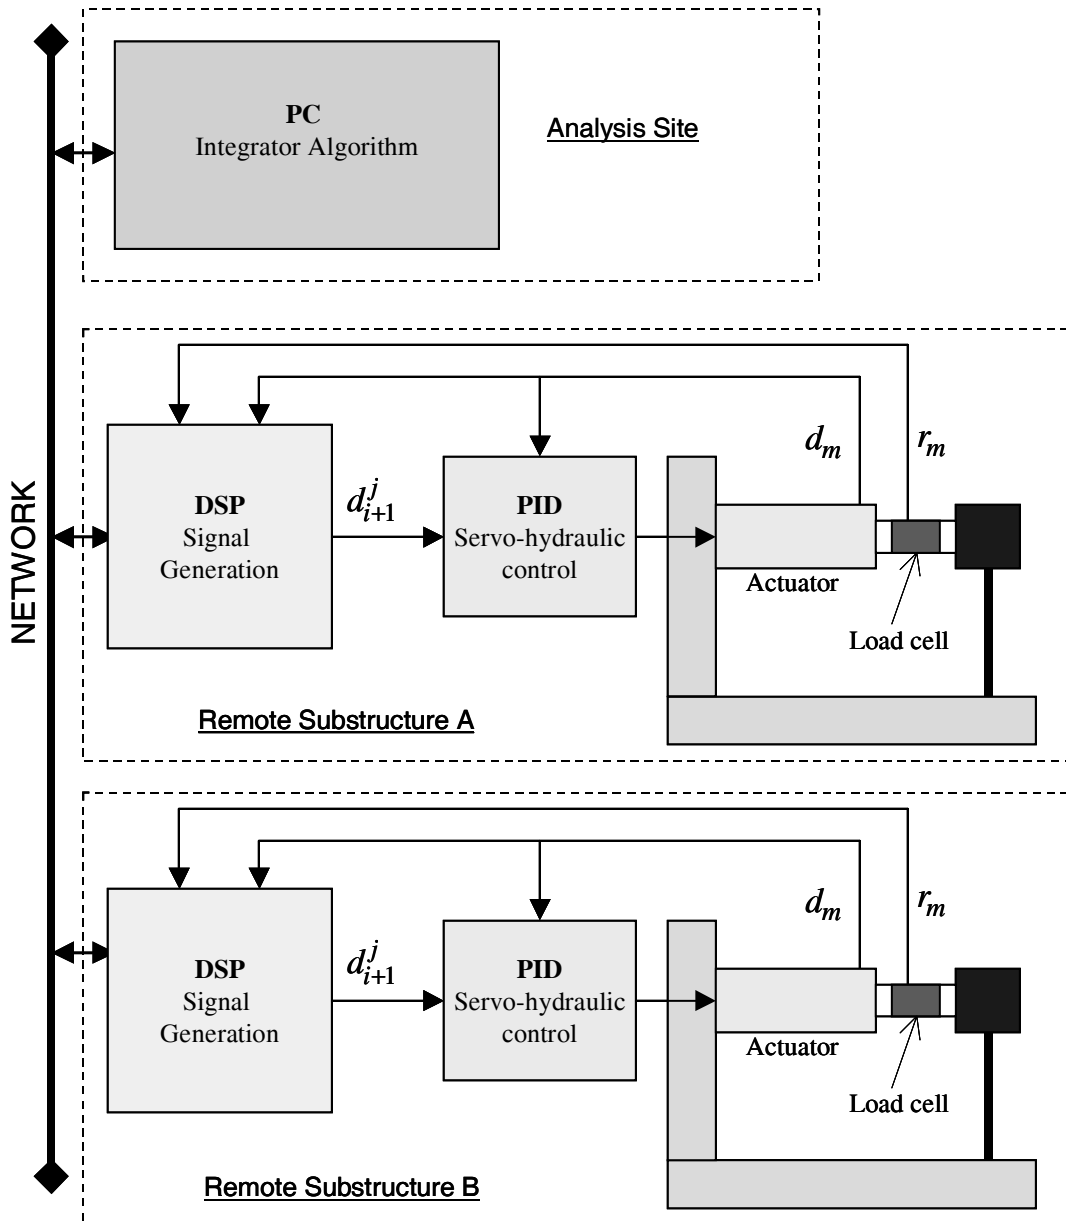 PC
Integrator Algorithm
Analysis Site
NETWORK
d_{i+1}^{j}
d_m
r_m
DSP
Signal
Generation
PID
Servo-hydraulic
control
Actuator
Load cell
Remote Substructure A
d_{i+1}^{j}
d_m
r_m
DSP
Signal
Generation
PID
Servo-hydraulic
control
Actuator
Load cell
Remote Substructure B